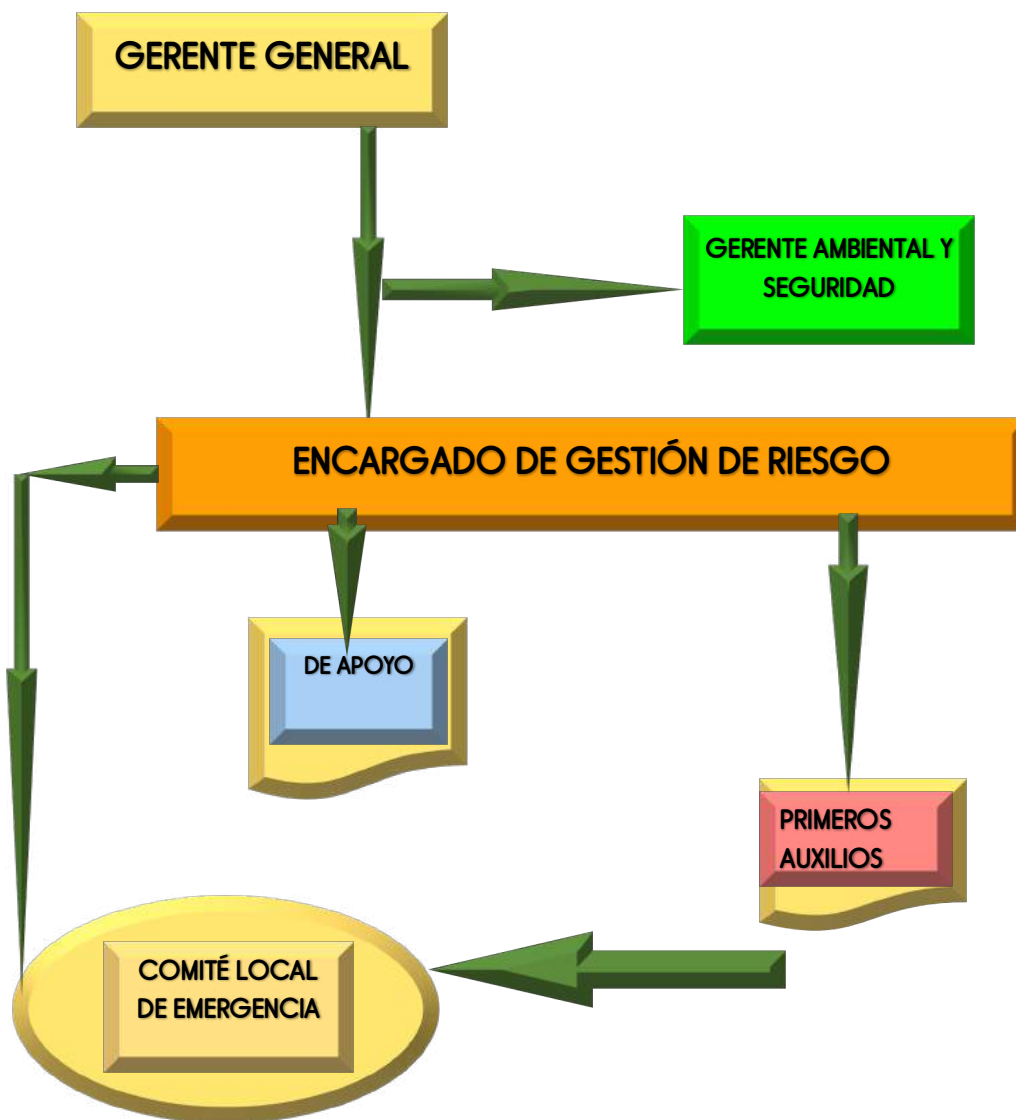 GERENTE GENERAL
GERENTE AMBIENTAL Y
SEGURIDAD
ENCARGADO DE GESTIÓN DE RIESGO
DE APOYO
PRIMEROS
AUXILIOS
COMITÉ LOCAL
DE EMERGENCIA